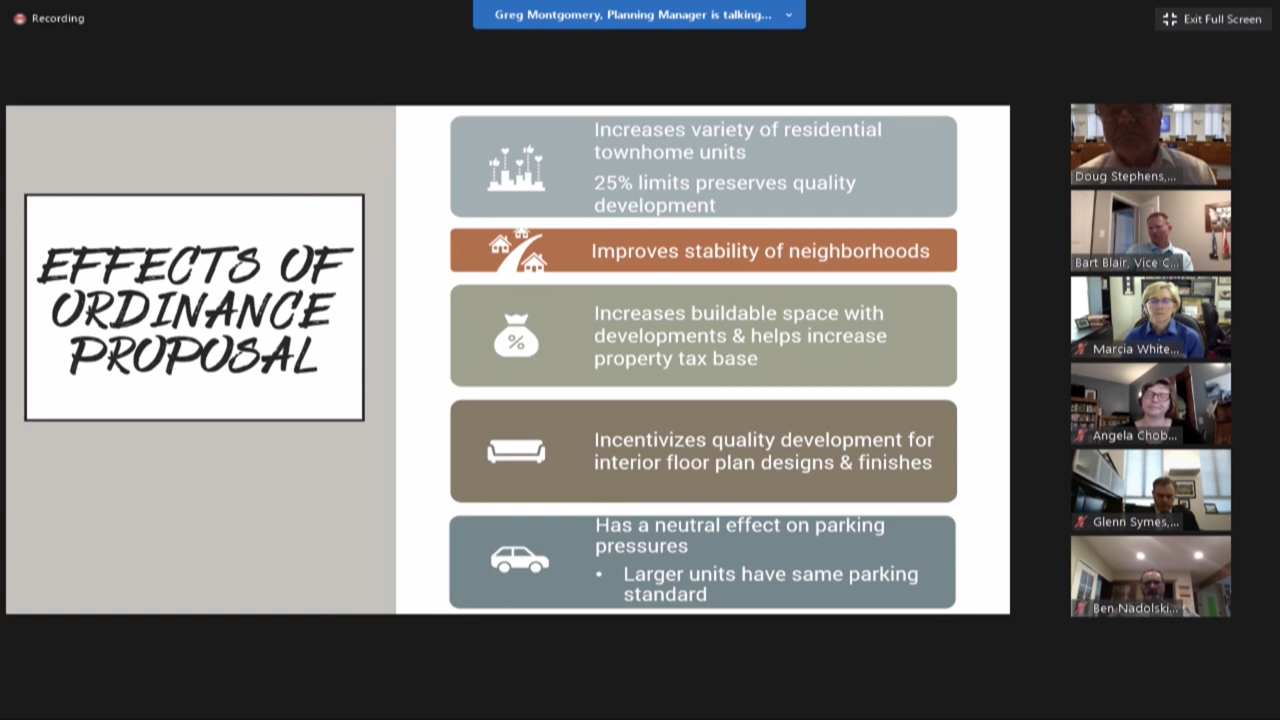 Recording
Greg Montgomery, Planning Manager is talking...
Exit Full Screen
EFFECTS OF
ORDINANCE
PROPOSAL
Increases variety of residential
townhome units
25% limits preserves quality
development
Improves stability of neighborhoods
%
Increases buildable space with
developments & helps increase
property tax base
Incentivizes quality development for
interior floor plan designs & finishes
Has a neutral effect on parking
pressures
• Larger units have same parking
standard
Doug Stephens,...
Bart Blair, Vice C...
Marcia White...
Angela Chob...
Glenn Symes,...
Ben Nadolski...